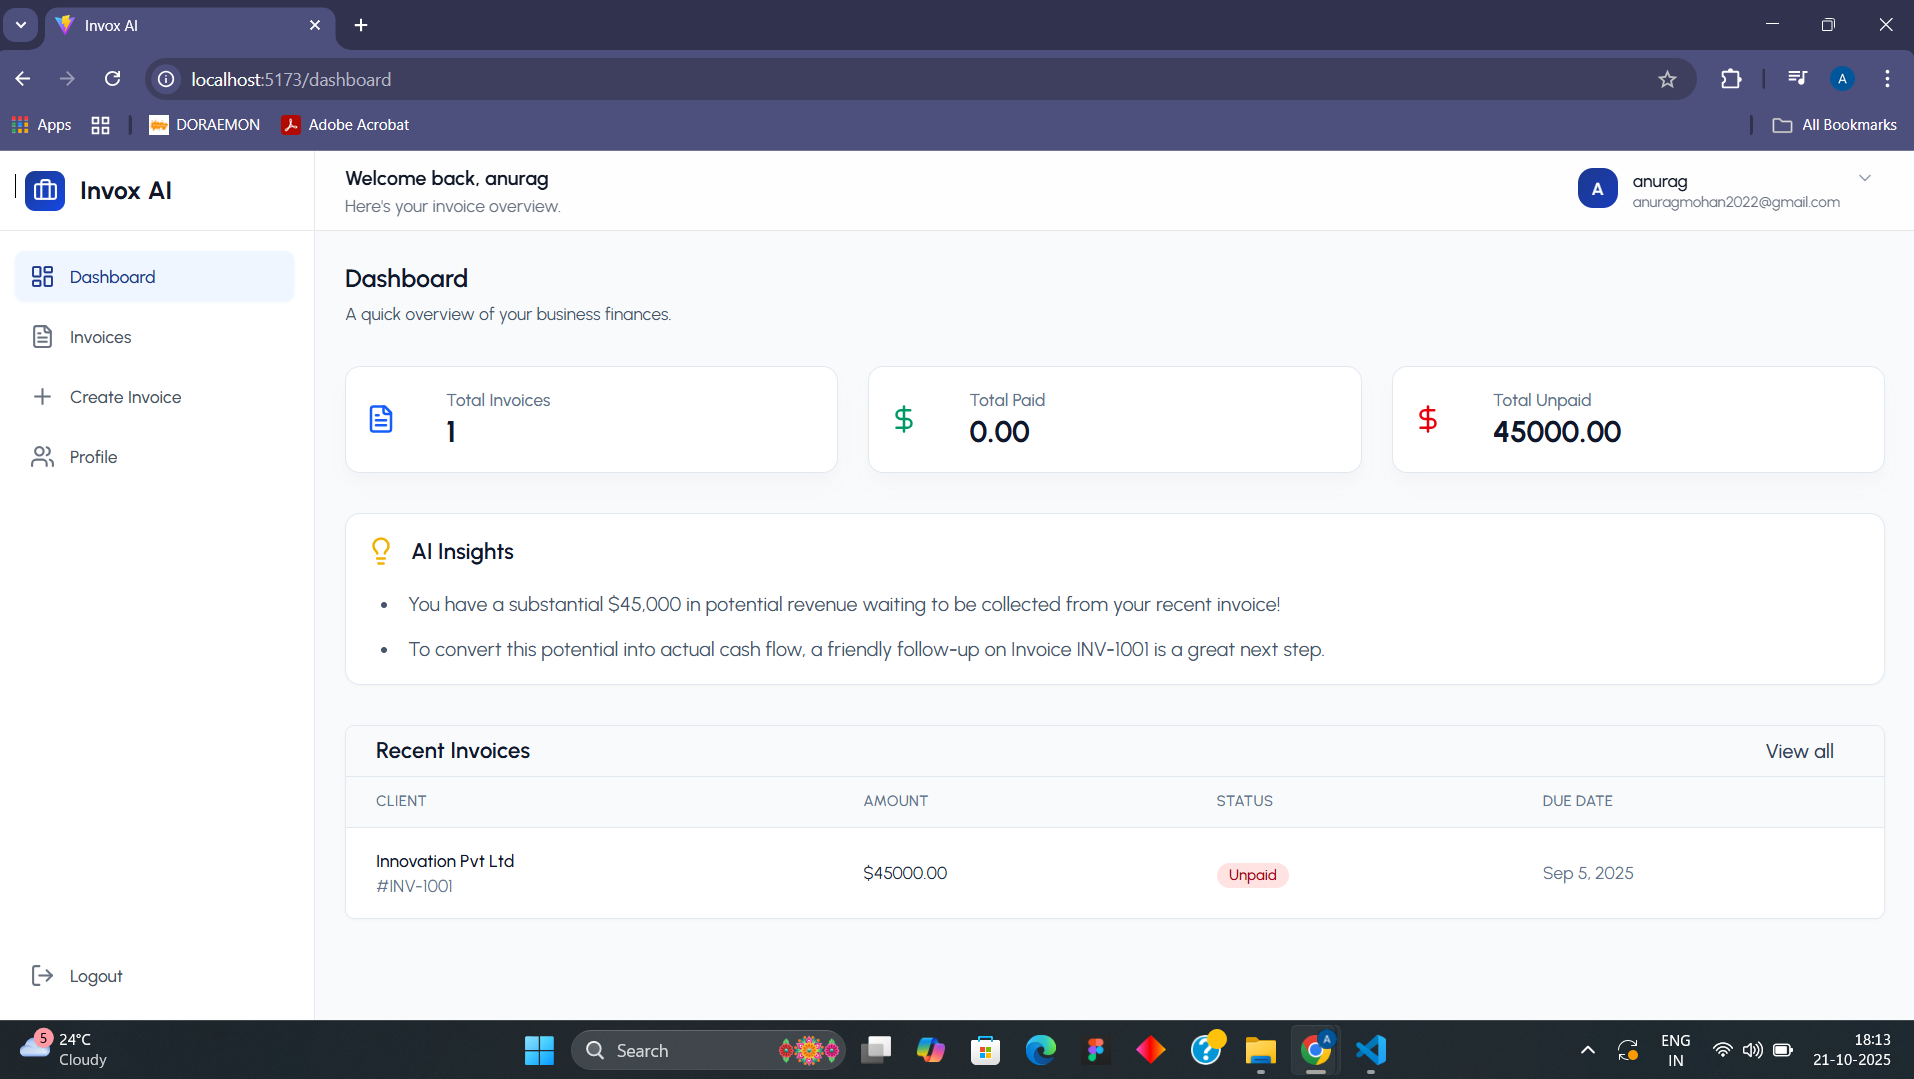 Invox AI
localhost:5173/dashboard
A
Apps
DORAEMON
Adobe Acrobat
All Bookmarks
Invox AI
Welcome back, anurag
Here's your invoice overview.
A
anurag
anuragmohan2022@gmail.com
Dashboard
Invoices
Create Invoice
Profile
Logout
Dashboard
A quick overview of your business finances.
Total Invoices
1
Total Paid
0.00
Total Unpaid
45000.00
AI Insights
• You have a substantial $45,000 in potential revenue waiting to be collected from your recent invoice!
• To convert this potential into actual cash flow, a friendly follow-up on Invoice INV-1001 is a great next step.
Recent Invoices
View all
CLIENT AMOUNT STATUS DUE DATE
Innovation Pvt Ltd
#INV-1001
$45000.00
Unpaid
Sep 5, 2025
5
24°C
Cloudy
Search
A
ENG
IN
18:13
21-10-2025